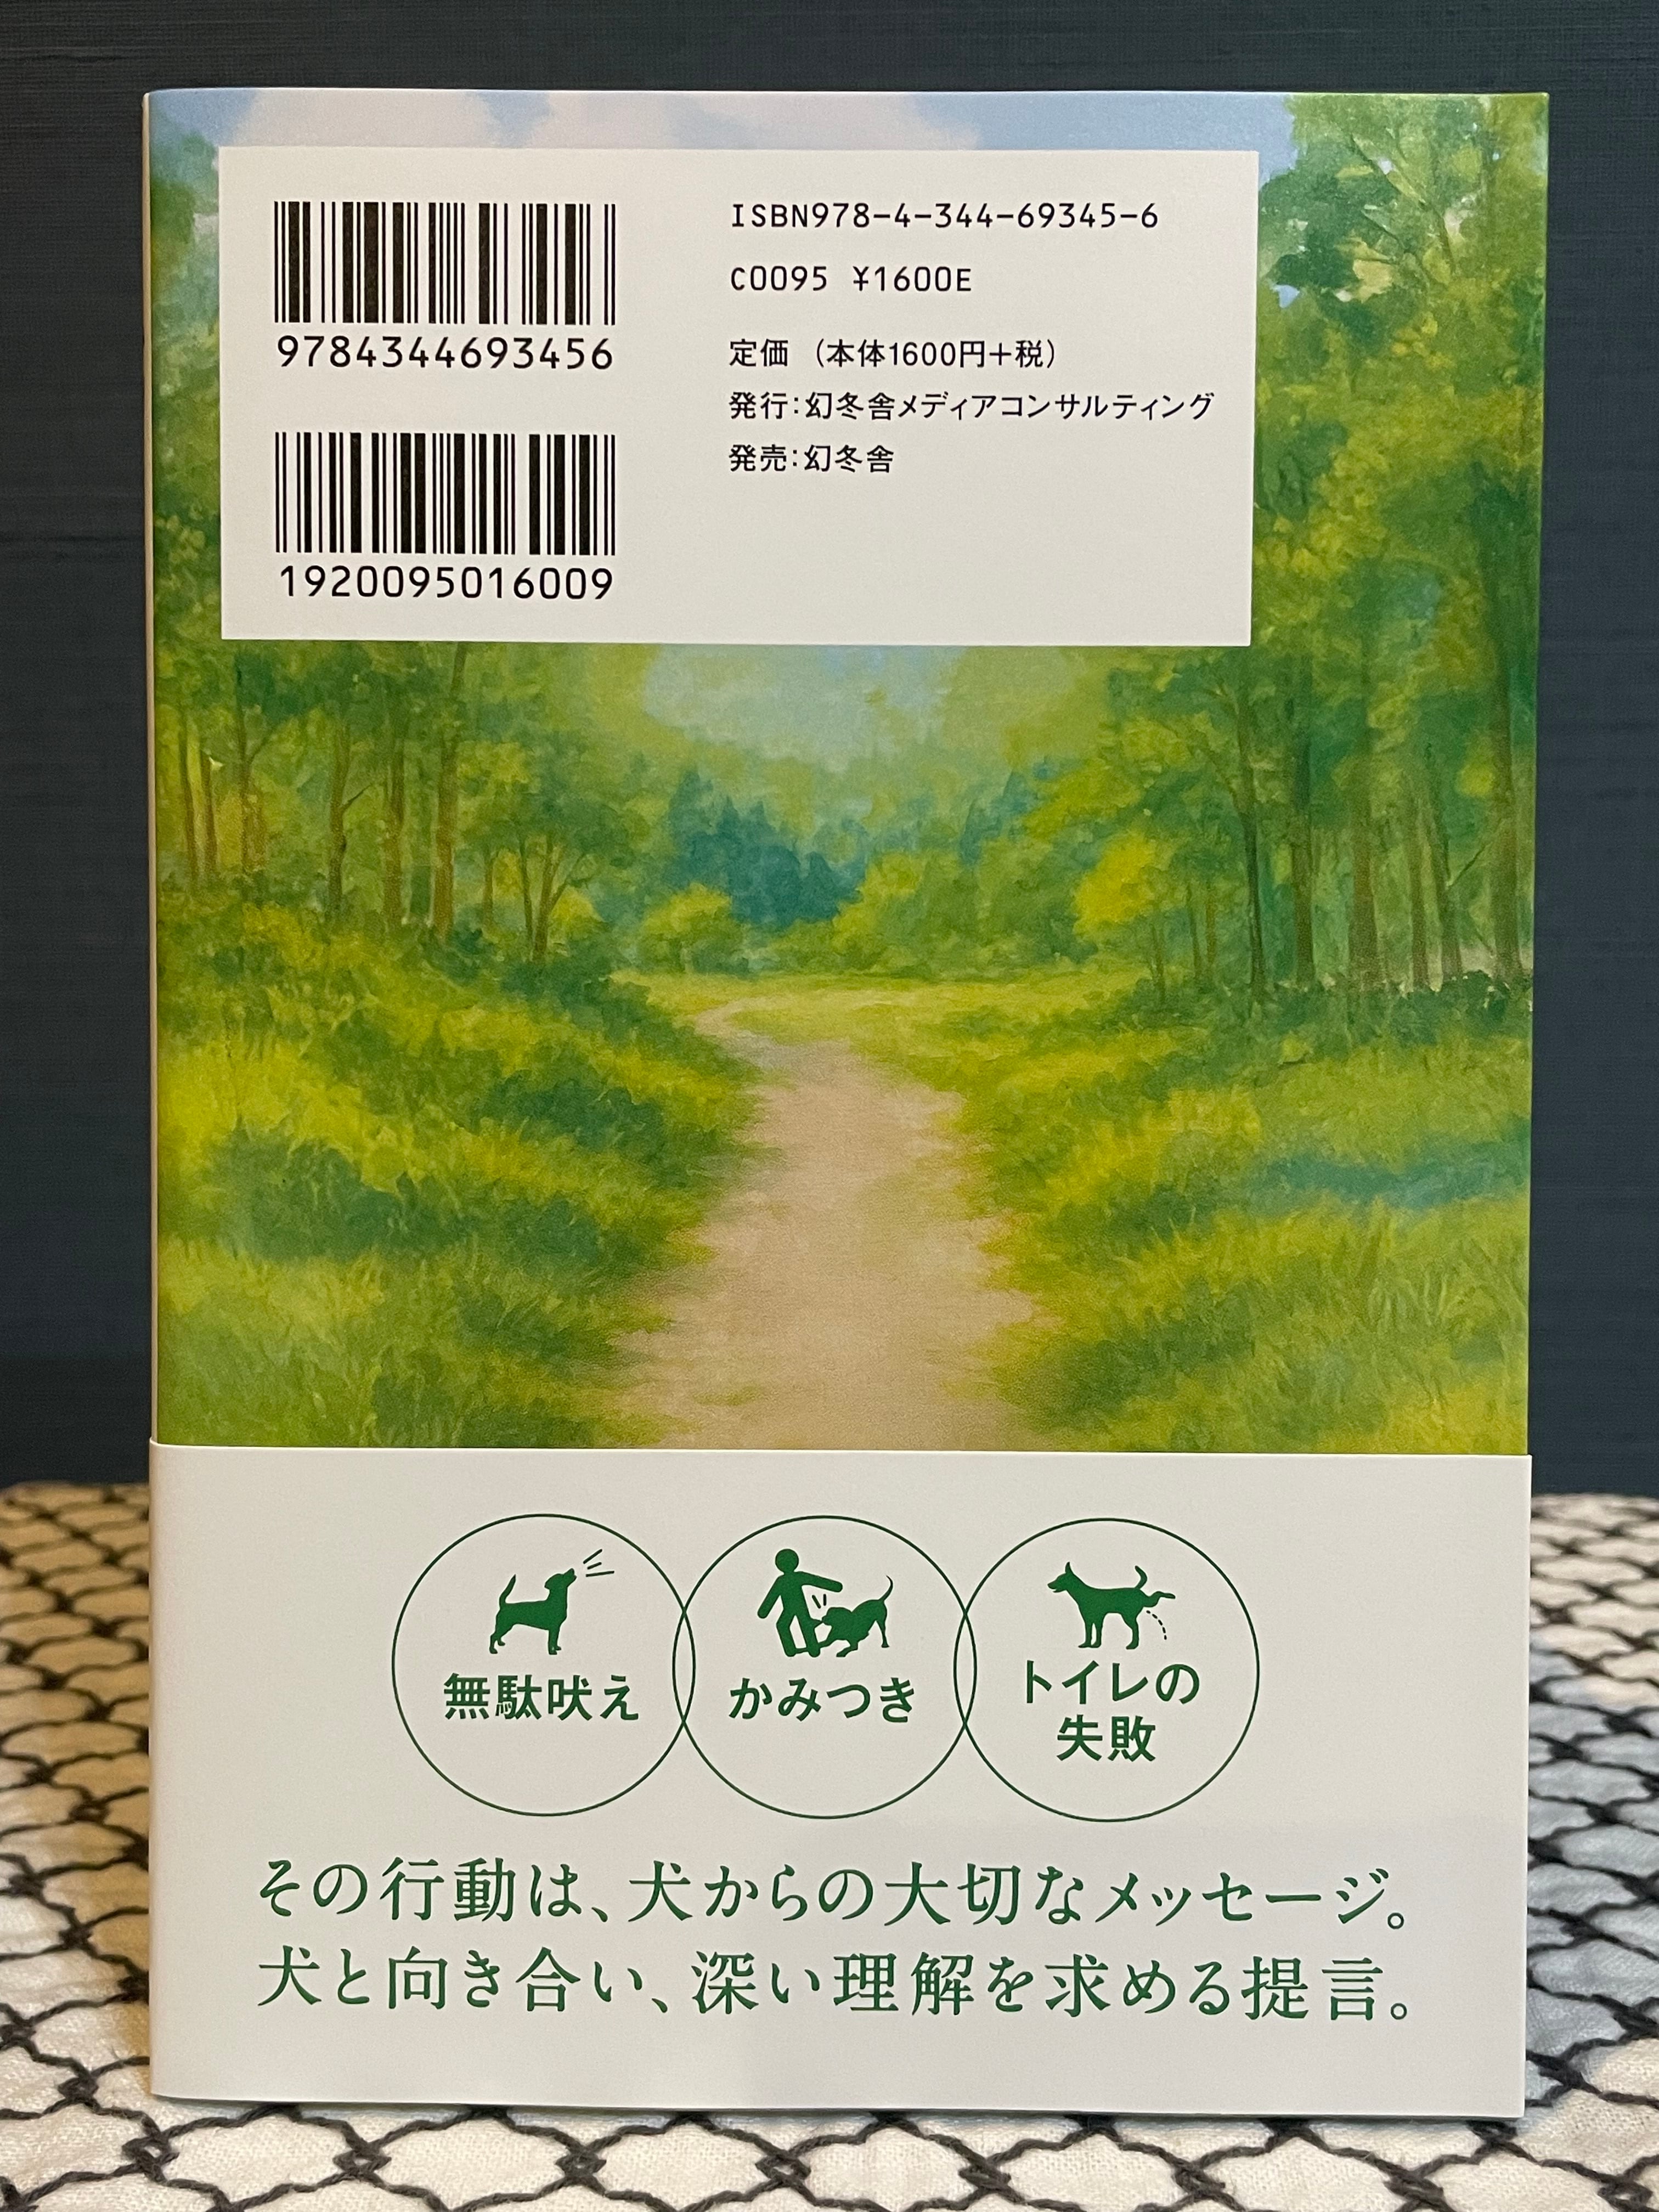 9784344693456
1920095016009
ISBN978-4-344-69345-6
C0095 ¥1600E
定価 （本体1600円+税）
発行：幻冬舎メディアコンサルティング
発売：幻冬舎
無駄吠え
かみつき
トイレの
失敗
その行動は、犬からの大切なメッセージ。
犬と向き合い、深い理解を求める提言。